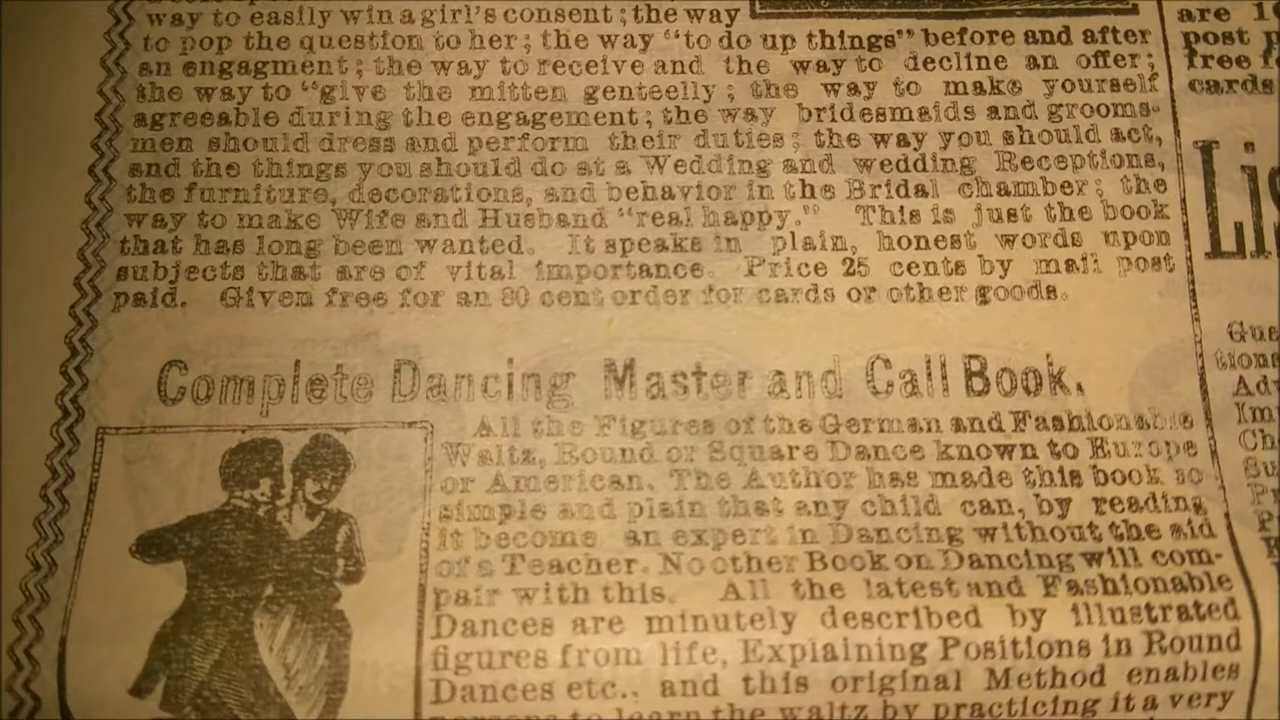 way to easily win a girl's consent; the way
to pop the question to her; the way "to do up things" before and after
an engagment; the way to receive and the way to decline an offer;
the way to "give the mitten genteelly; the way to make yourself
agreeable during the engagement; the way bridesmaids and grooms-
men should dress and perform their duties; the way you should act,
and the things you should do at a Wedding and wedding Receptions,
the furniture, decorations, and behavior in the Bridal chamber; the
way to make Wife and Husband "real happy." This is just the book
that has long been wanted. It speaks in plain, honest words upon
subjects that are of vital importance. Price 25 cents by mail post
paid. Given free for an 80 cent order for cards or other goods.
Complete Dancing Master and Call Book.
All the Figures of the German and Fashionable
Waltz, Round or Square Dance known to Europe
or American. The Author has made this book so
simple and plain that any child can, by reading
it become an expert in Dancing without the aid
of a Teacher. No other Book on Dancing will com-
pair with this. All the latest and Fashionable
Dances are minutely described by illustrated
figures from life, Explaining Positions in Round
Dances etc.. and this original Method enables
persons to learn the waltz by practicing it a very
are
post
free
cards